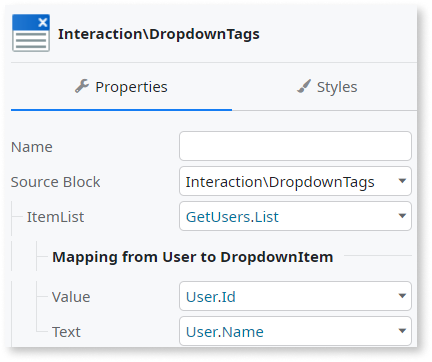 Interaction\DropdownTags
Properties
Styles
Name
Source Block Interaction\DropdownTags
ItemList GetUsers.List
Mapping from User to DropdownItem
Value User.Id
Text User.Name